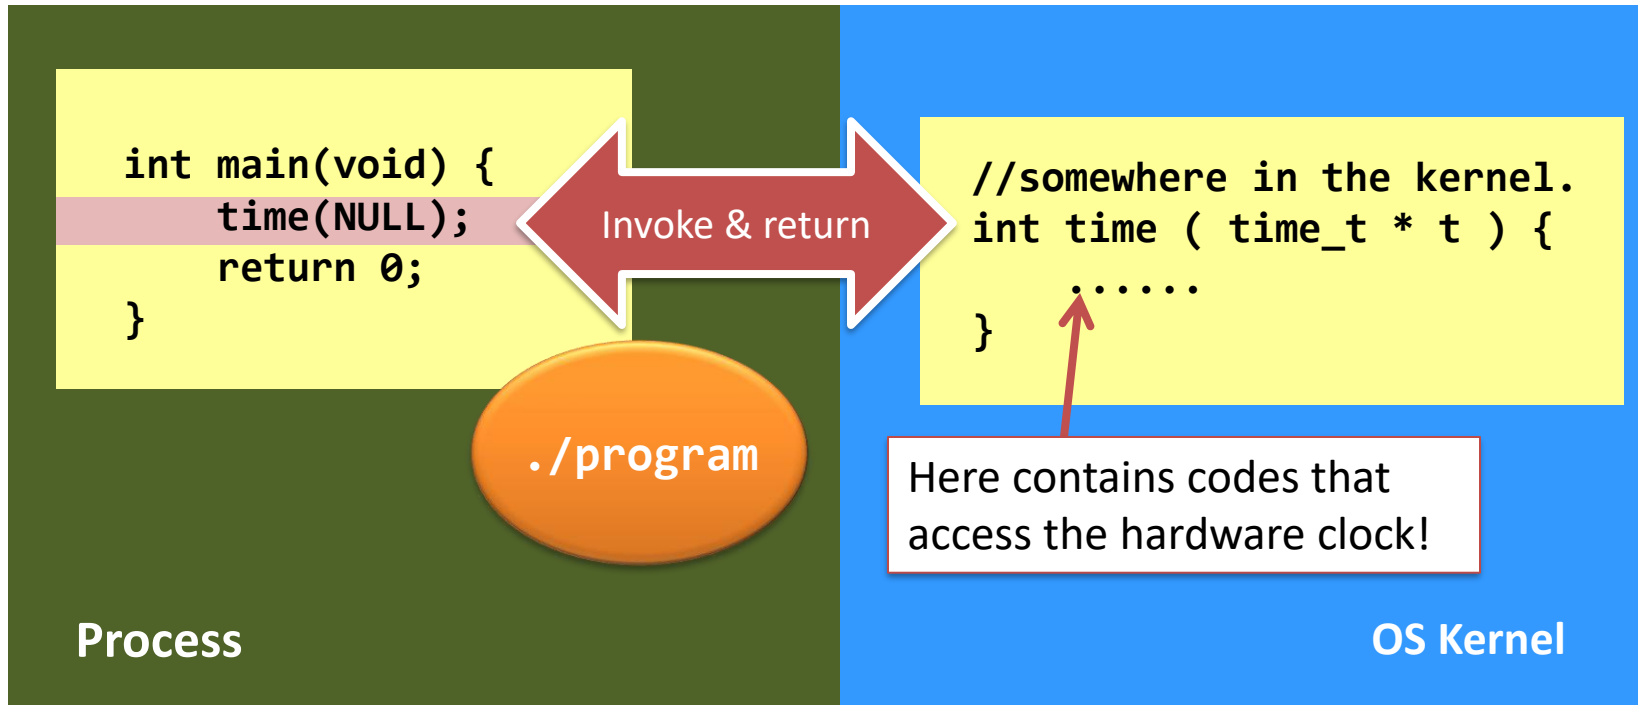 int main(void) {
    time(NULL);
    return 0;
}
Invoke & return
//somewhere in the kernel.
int time ( time_t * t ) {
    ......
}
./program
Here contains codes that
access the hardware clock!
Process
OS Kernel